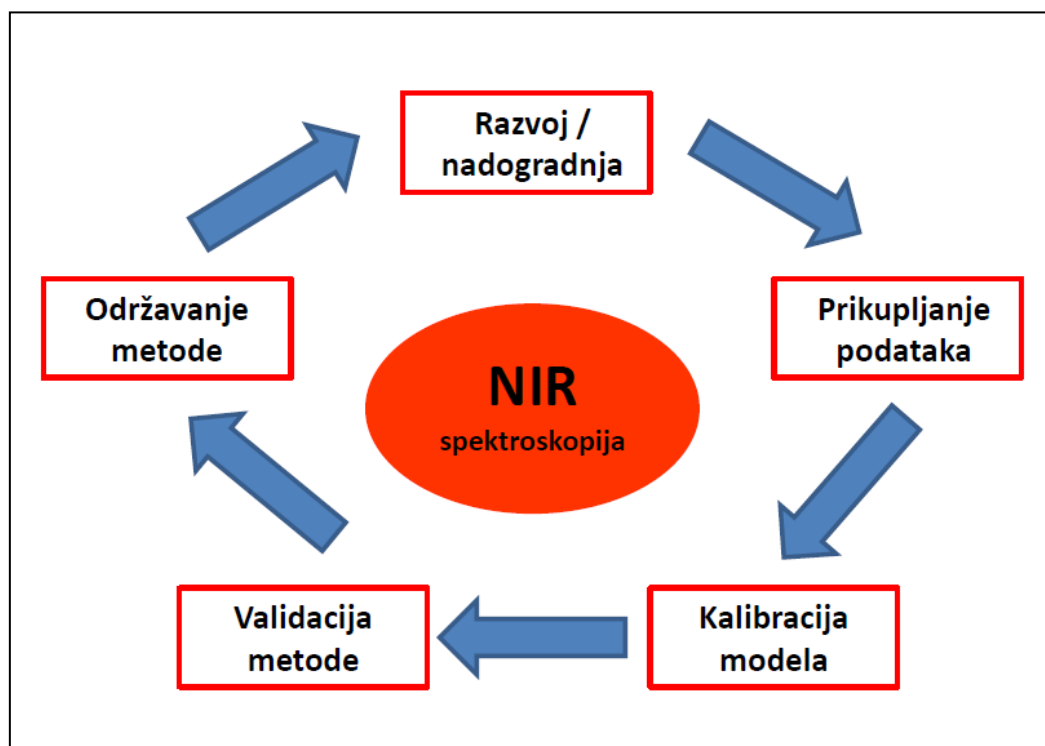 Razvoj /
nadogradnja
Održavanje
metode
Prikupljanje
podataka
NIR
spektroskopija
Validacija
metode
Kalibracija
modela